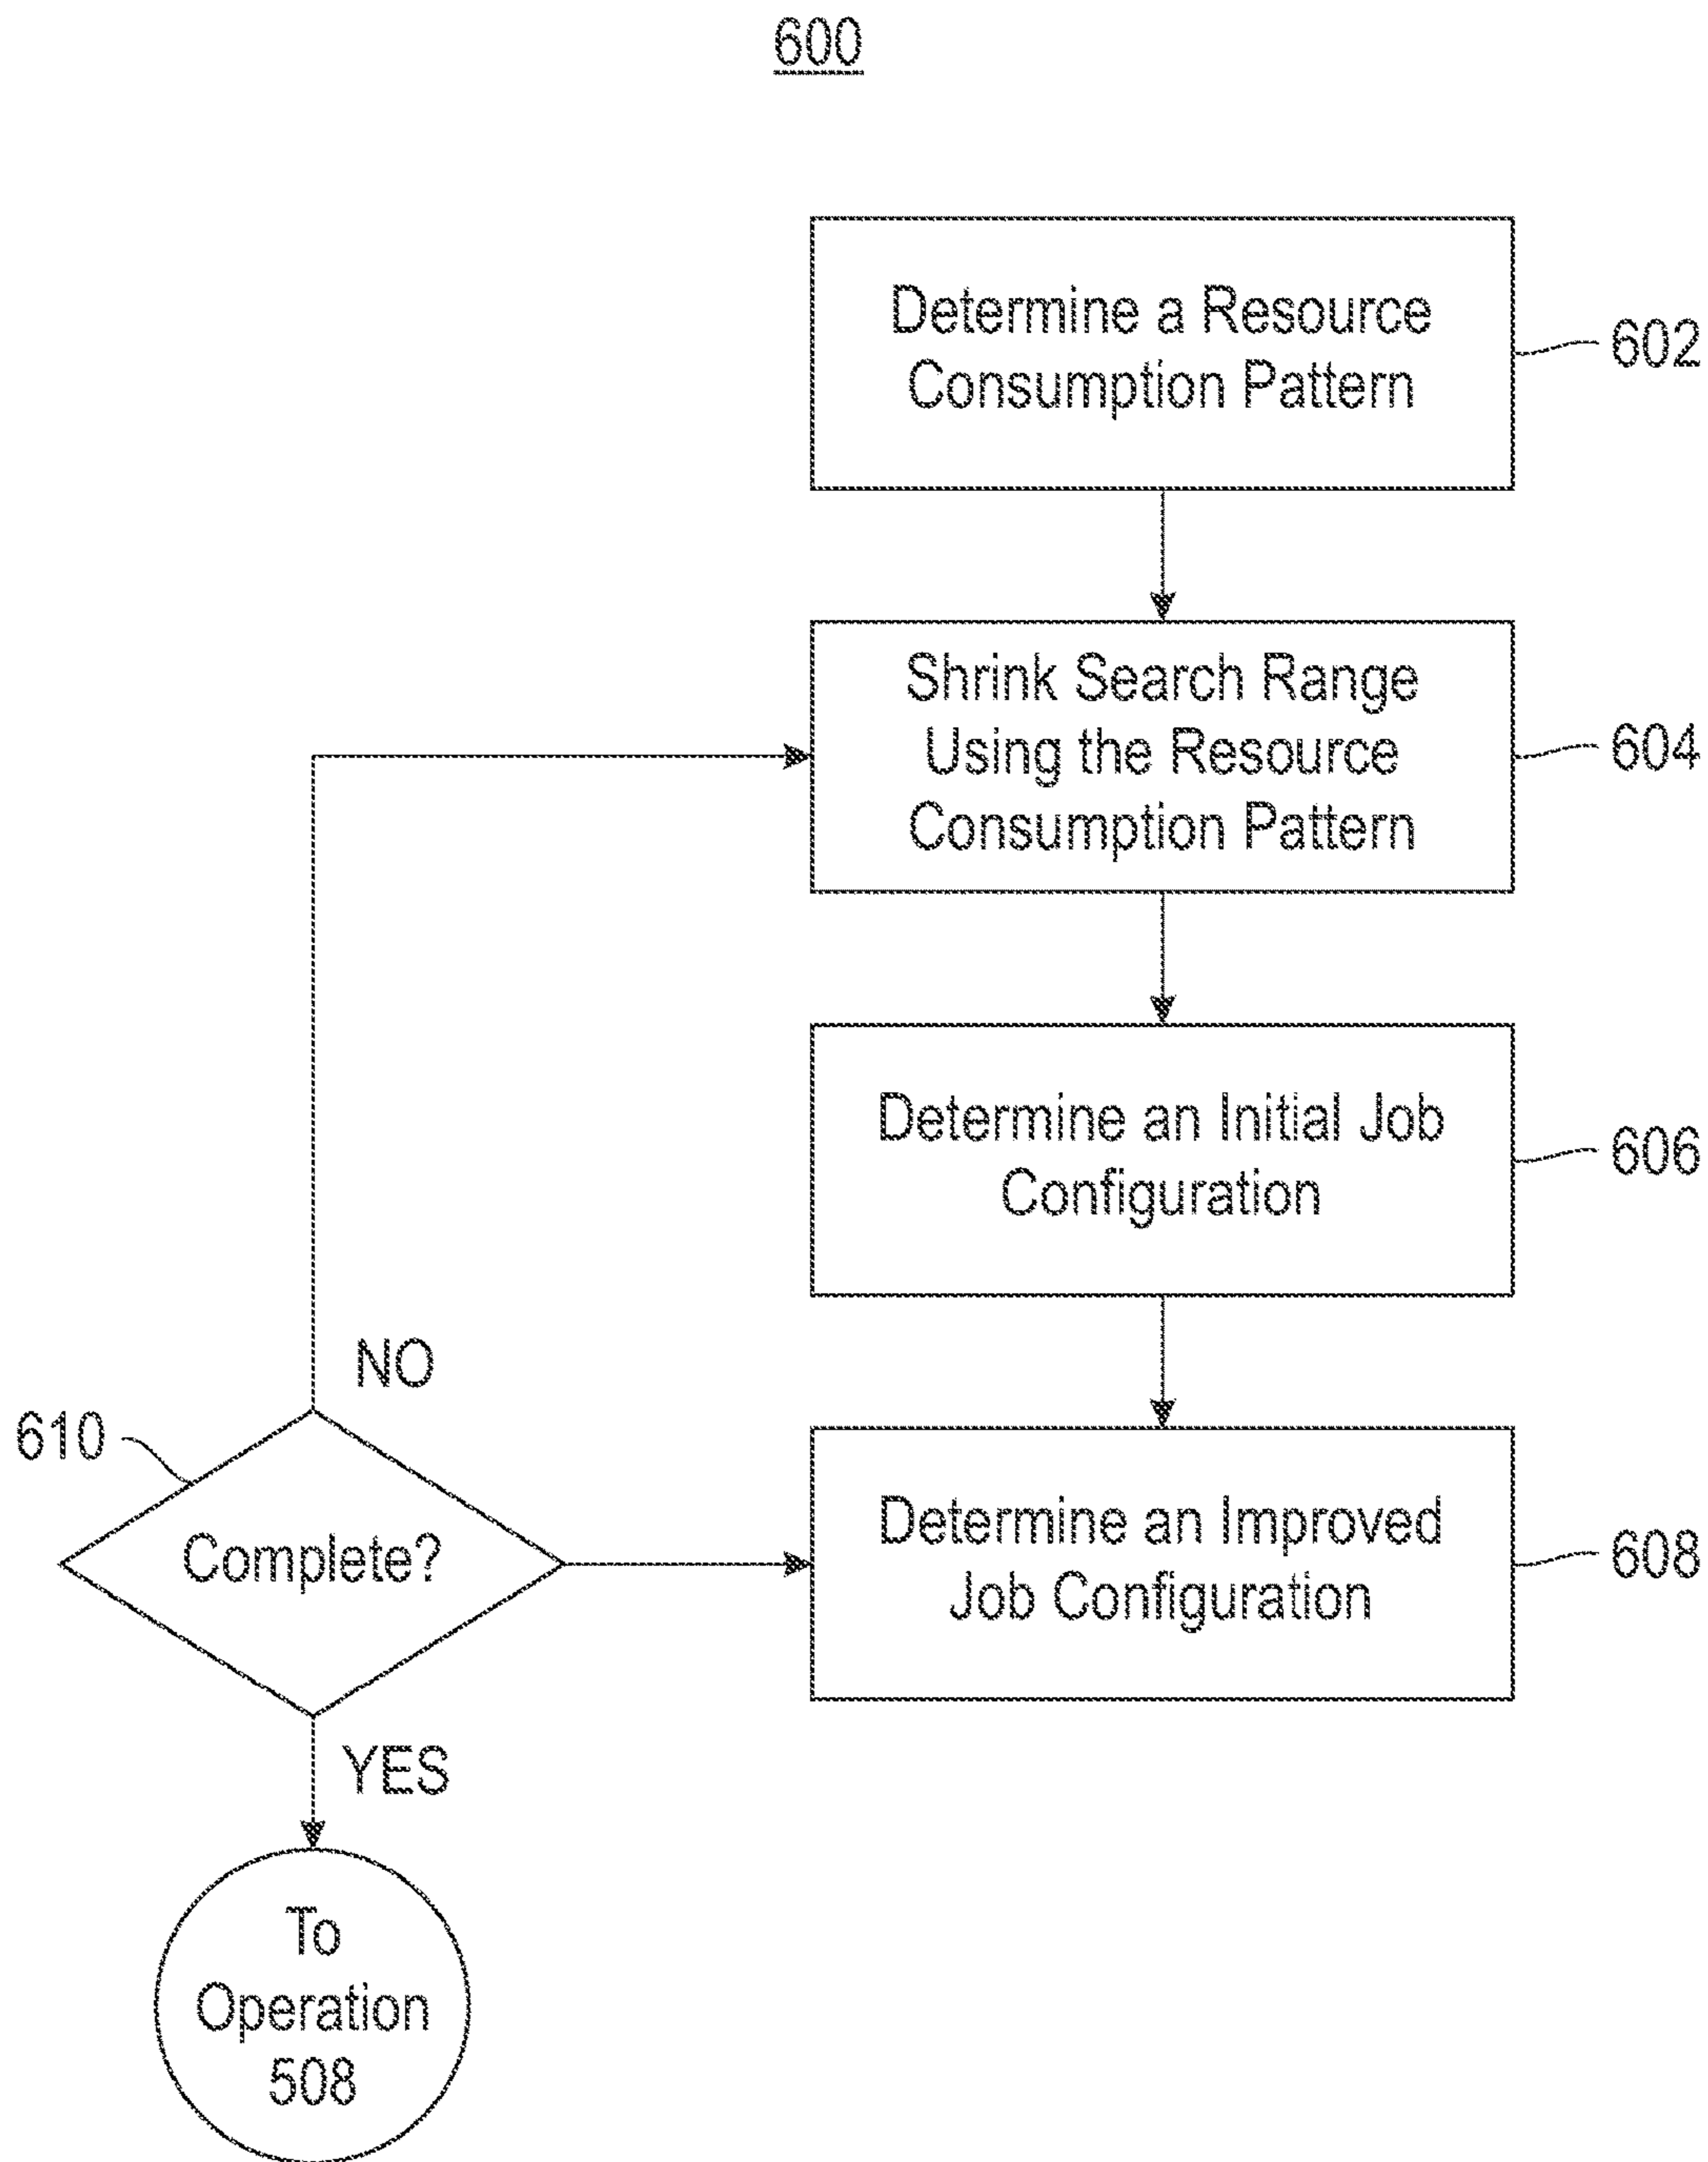 600
Determine a Resource
Consumption Pattern
602
Shrink Search Range
Using the Resource
Consumption Pattern
604
Determine an Initial Job
Configuration
606
NO
610
Complete?
Determine an Improved
Job Configuration
608
YES
To
Operation
508